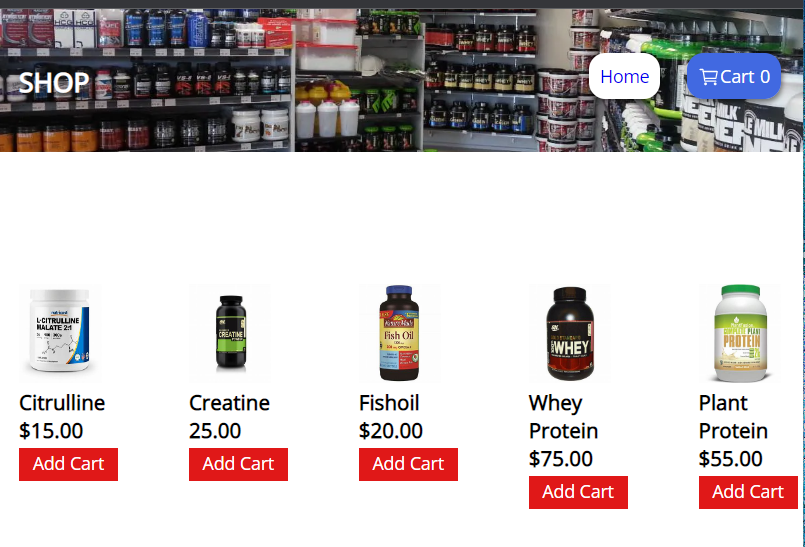 SHOP
Home
Cart 0
L-CITRULLINE
MALATE 2:1
CREATINE
Fish Oil
WHEY
COMPLETE PLANT
PROTEIN
Citrulline
$15.00
Add Cart
Creatine
25.00
Add Cart
Fishoil
$20.00
Add Cart
Whey
Protein
$75.00
Add Cart
Plant
Protein
$55.00
Add Cart